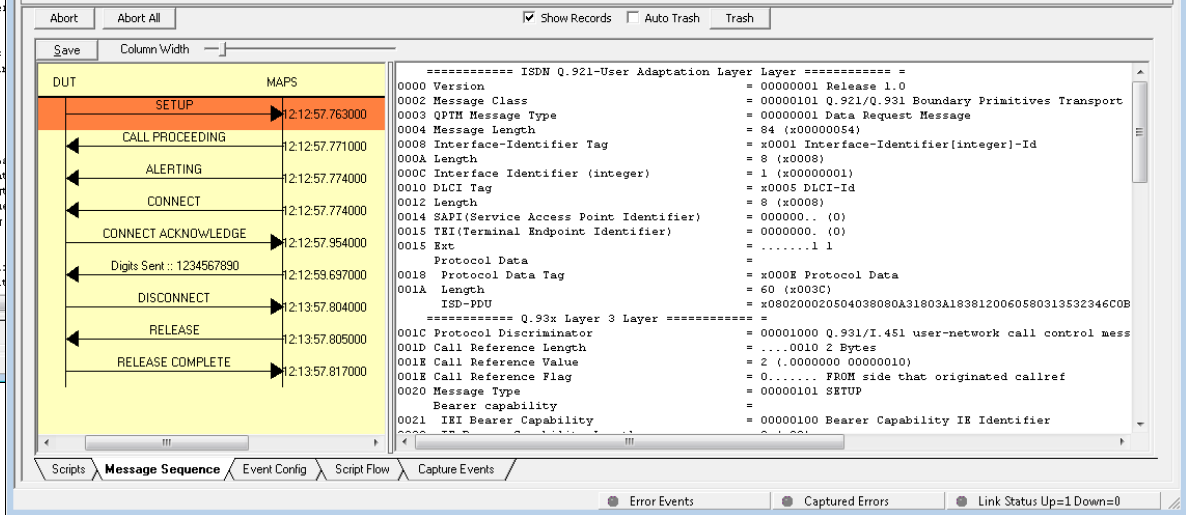 Abort Abort All Show Records Auto Trash Trash
Save Column Width
DUT MAPS
SETUP
12:12:57.763000
CALL PROCEEDING
12:12:57.771000
ALERTING
12:12:57.774000
CONNECT
12:12:57.774000
CONNECT ACKNOWLEDGE
12:12:57.954000
Digits Sent :: 1234567890
12:12:59.697000
DISCONNECT
12:13:57.804000
RELEASE
12:13:57.805000
RELEASE COMPLETE
12:13:57.817000
============ ISDN Q.921-User Adaptation Layer Layer ============ =
0000 Version = 00000001 Release 1.0
0002 Message Class = 00000101 Q.921/Q.931 Boundary Primitives Transport
0003 QPTM Message Type = 00000001 Data Request Message
0004 Message Length = 84 (x00000054)
0008 Interface-Identifier Tag = x0001 Interface-Identifier[integer]-Id
000A Length = 8 (x0008)
000C Interface Identifier (integer) = 1 (x00000001)
0010 DLCI Tag = x0005 DLCI-Id
0012 Length = 8 (x0008)
0014 SAPI(Service Access Point Identifier) = 000000.. (0)
0015 TEI(Terminal Endpoint Identifier) = 0000000. (0)
0015 Ext = .......1 1
Protocol Data =
0018 Protocol Data Tag = x000E Protocol Data
001A Length = 60 (x003C)
ISD-PDU = x080200020504038080A31803A1838120060580313532346C0B
============ Q.93x Layer 3 Layer ============ =
001C Protocol Discriminator = 00001000 Q.931/I.451 user-network call control mess
001D Call Reference Length = ....0010 2 Bytes
001E Call Reference Value = 2 (.0000000 00000010)
001E Call Reference Flag = 0....... FROM side that originated callref
0020 Message Type = 00000101 SETUP
Bearer capability =
0021 IEI Bearer Capability = 00000100 Bearer Capability IE Identifier
Scripts Message Sequence Event Config Script Flow Capture Events
Error Events Captured Errors Link Status Up=1 Down=0